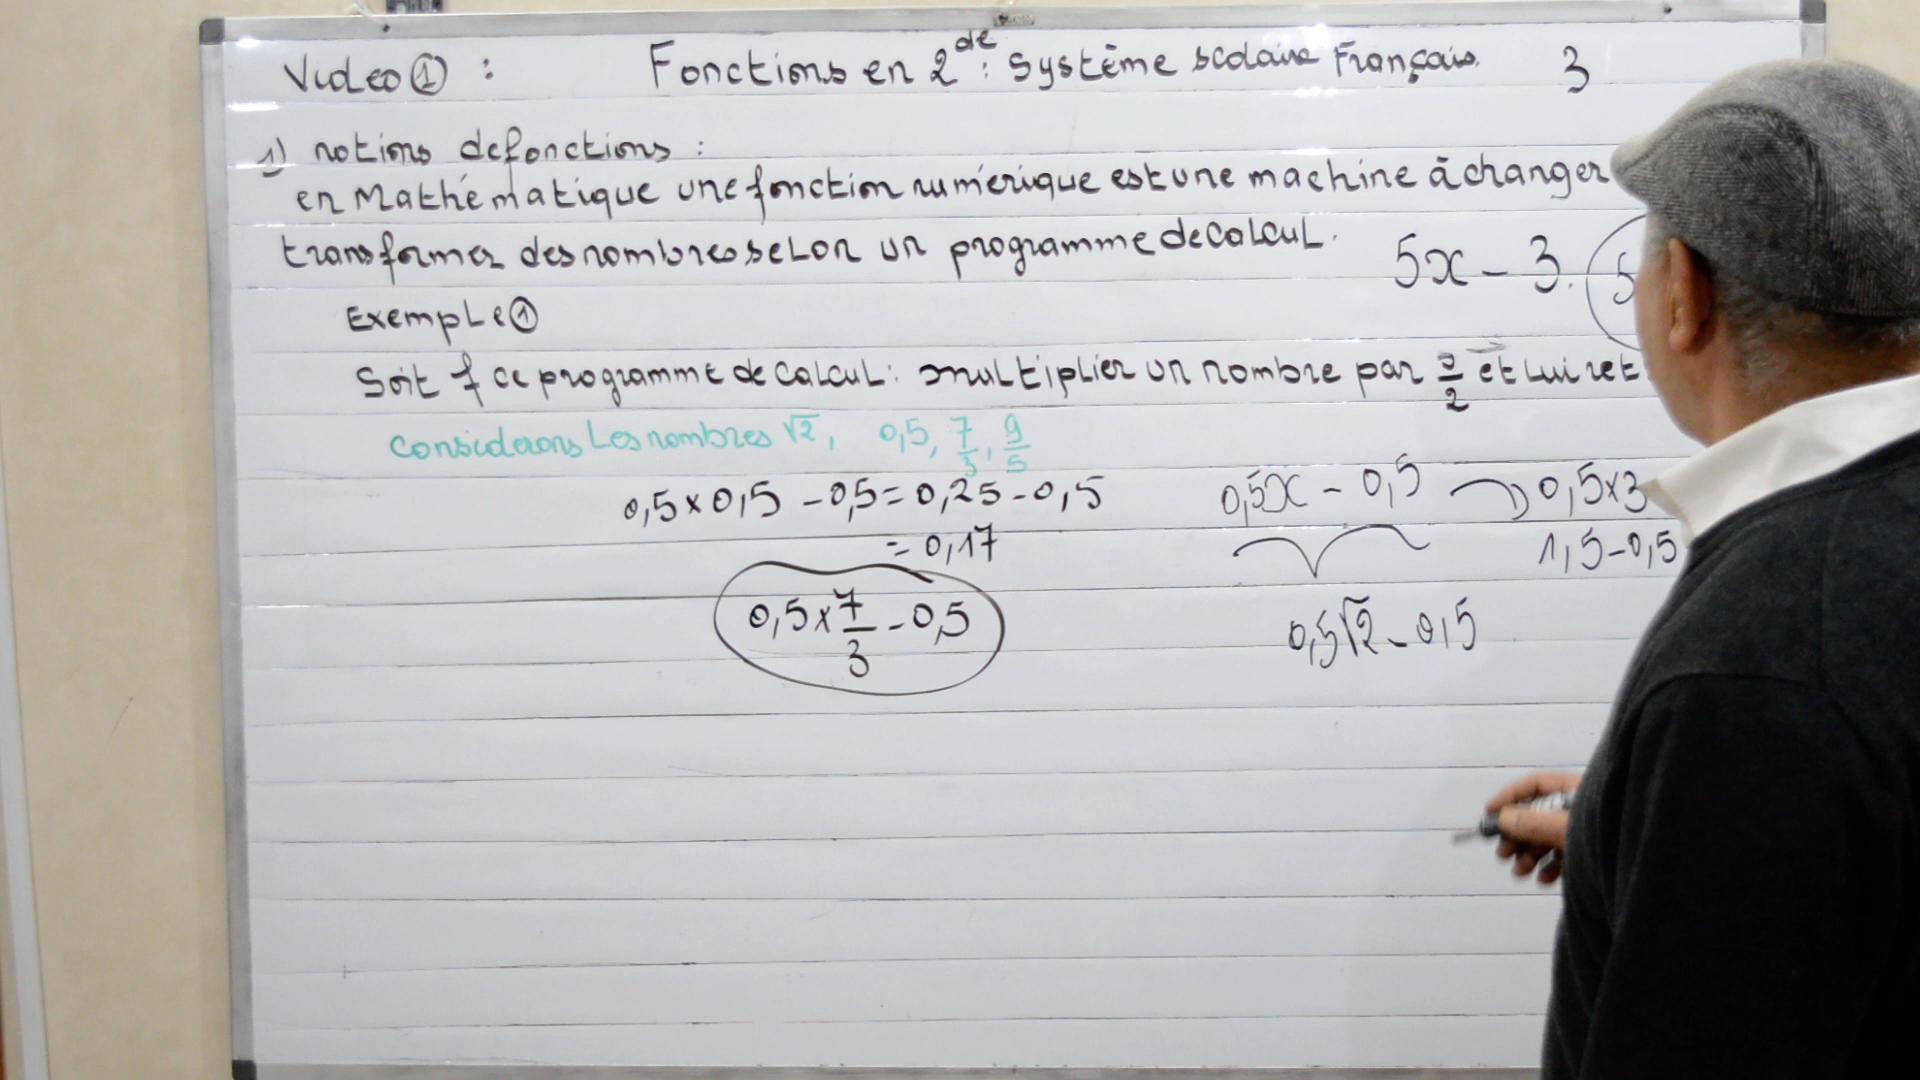 Video ① : Fonctions en 2de : Système scolaire Français. 3
1) notions defonctions :
en Mathématique une fonction numérique est une machine à changer
transformer des nombres selon un programme de calcul. 5x - 3. 5
Exemple ①
Soit f ce programme de calcul : multiplier un nombre par 2 et lui ret
Considerons Les nombres √2, 0,5, 7/3, 9/5
0,5 × 0,5 - 0,5 = 0,25 - 0,5 0,5x - 0,5 0,5×3
= 0,17 1,5-0,5
0,5 × 7/3 - 0,5 0,5√2 - 0,5